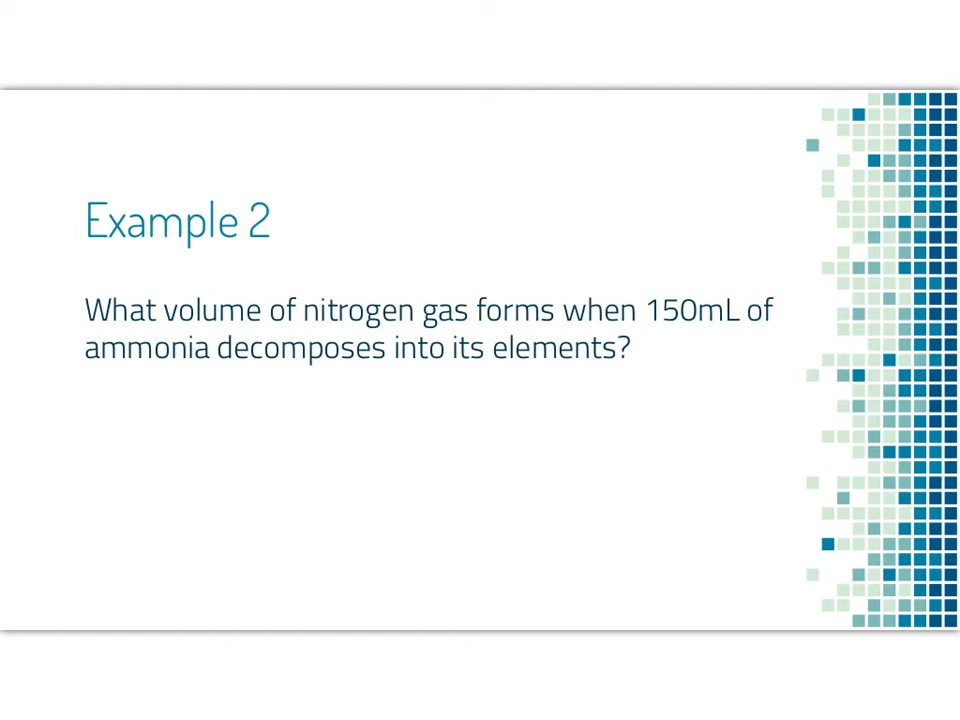 Example 2
What volume of nitrogen gas forms when 150mL of
ammonia decomposes into its elements?